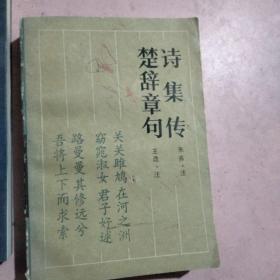 诗集传
楚辞章句
朱熹·注
王逸·注
关关雎鸠 在河之洲
窈窕淑女 君子好逑
路曼曼其修远兮
吾将上下而求索